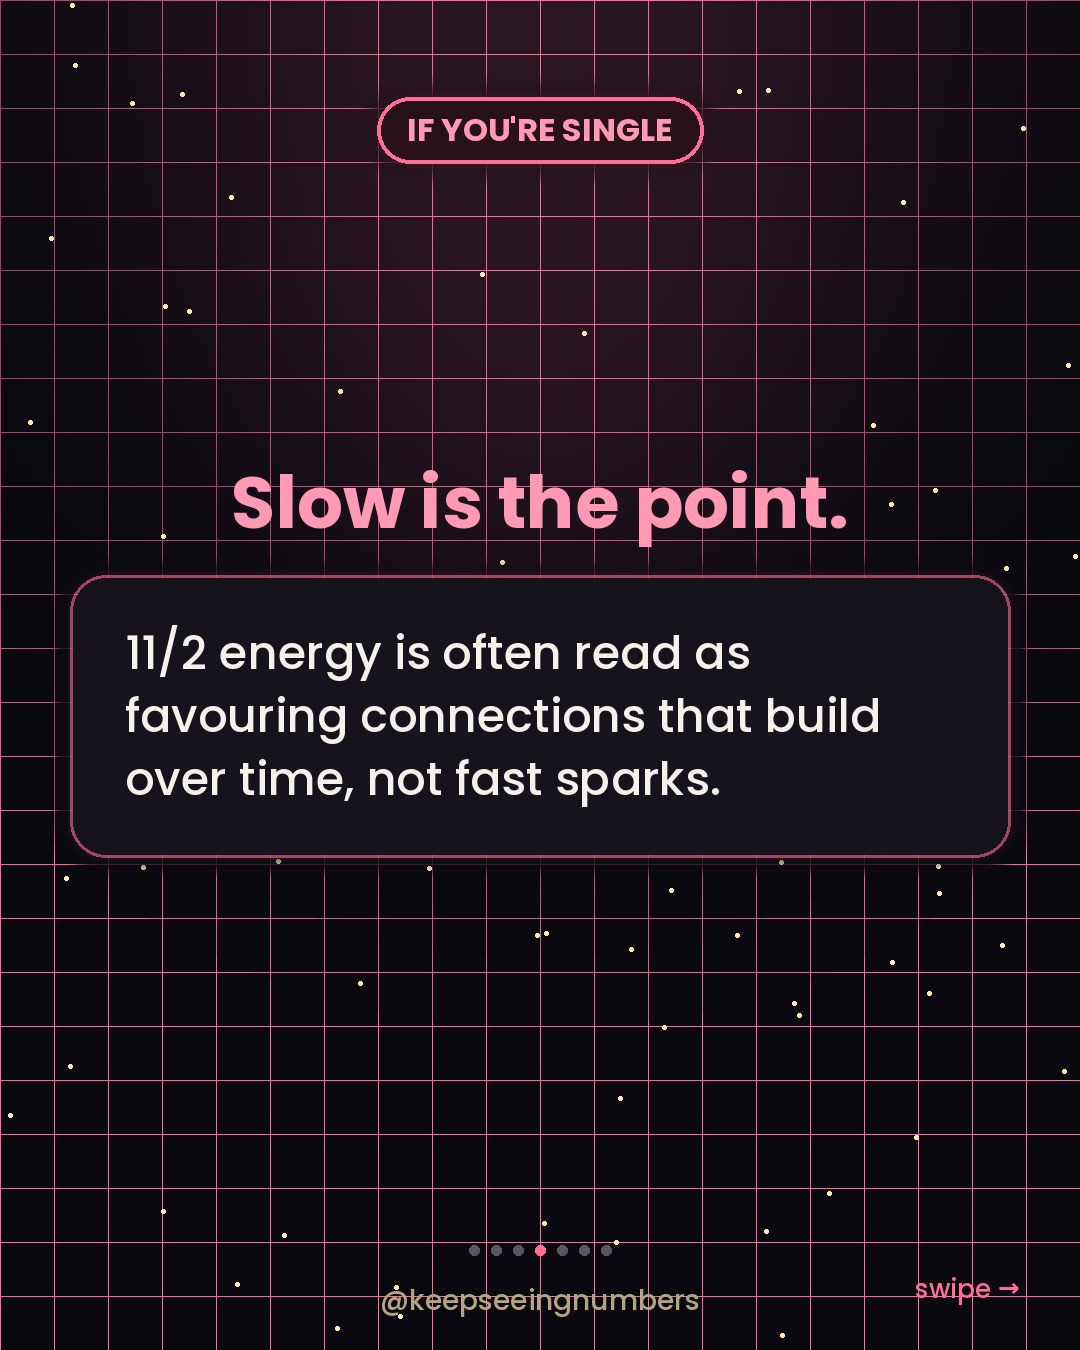 IF YOU'RE SINGLE
Slow is the point.
11/2 energy is often read as
favouring connections that build
over time, not fast sparks.
@keepseeingnumbers
swipe →